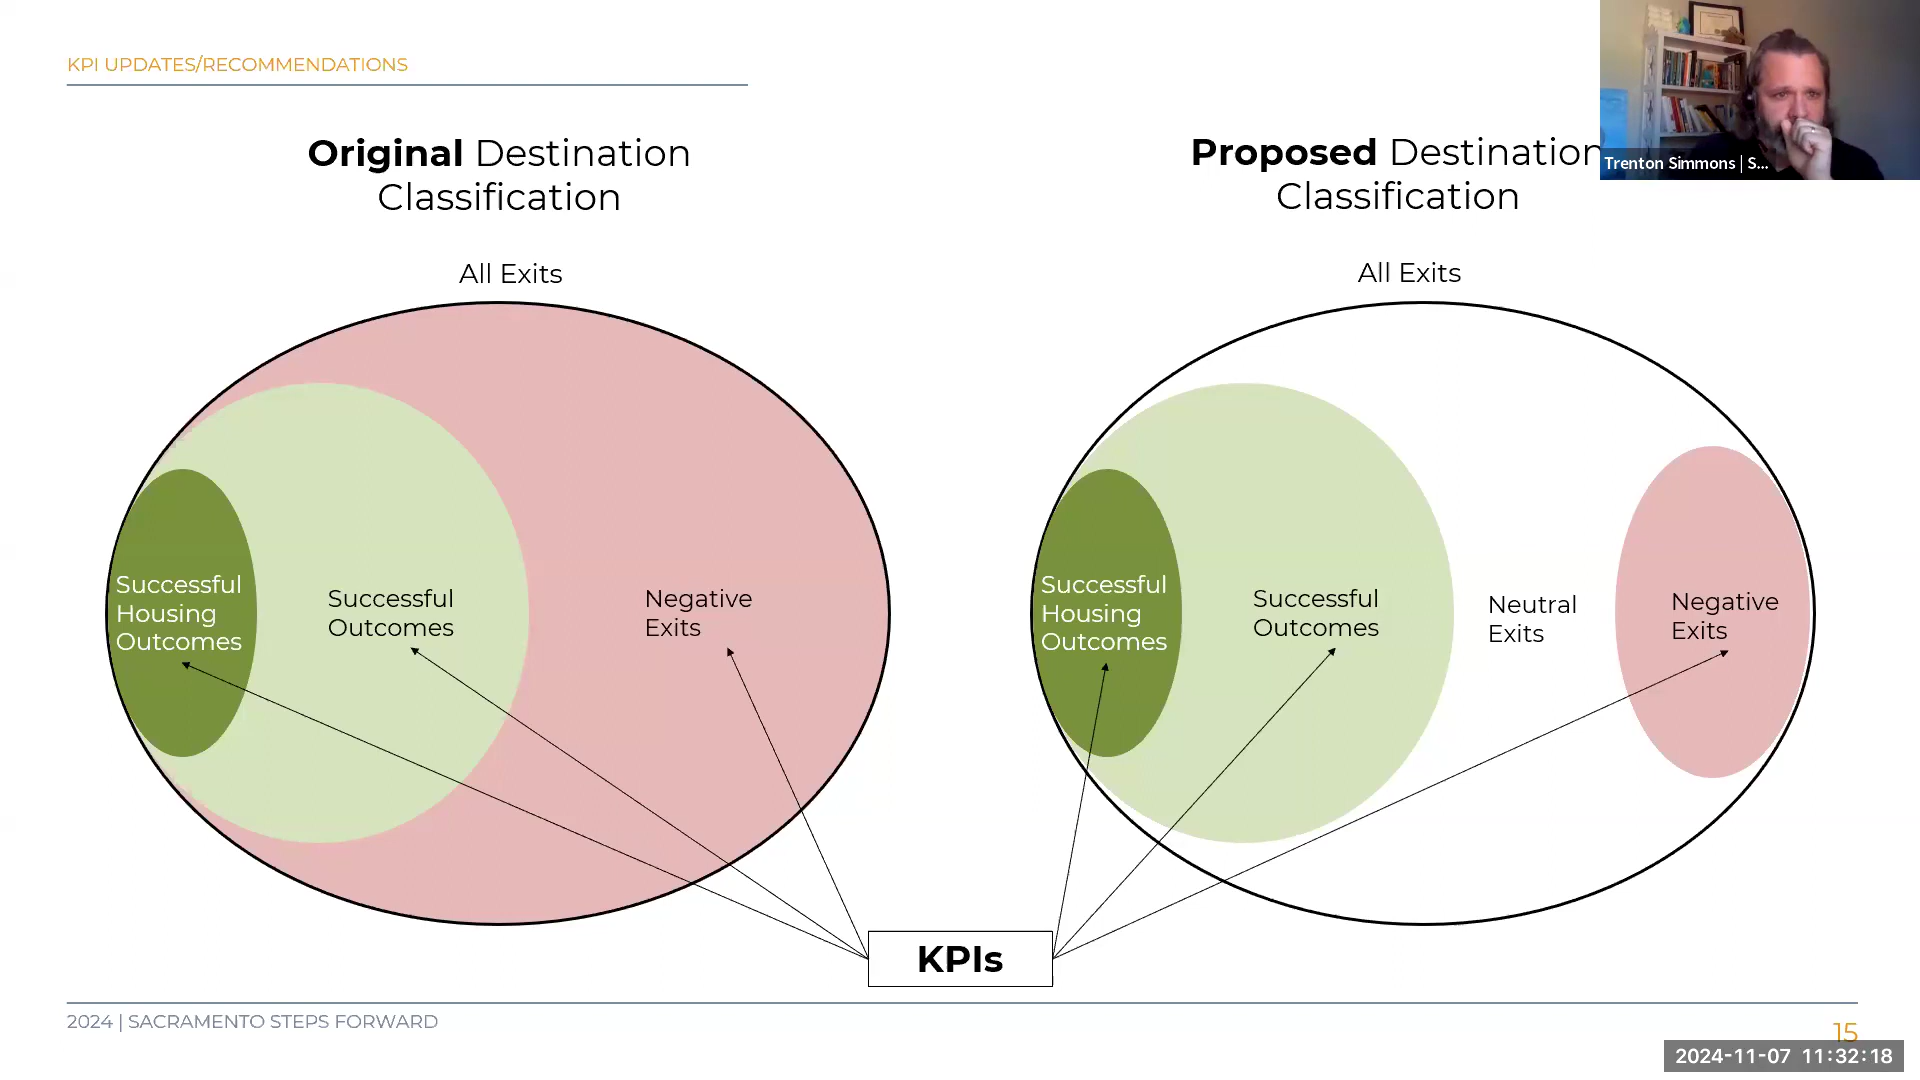 KPI UPDATES/RECOMMENDATIONS
Original Destination
Classification
Proposed Destination
Classification
Trenton Simmons | S...
All Exits
All Exits
Successful
Housing
Outcomes
Successful
Outcomes
Negative
Exits
Successful
Housing
Outcomes
Successful
Outcomes
Neutral
Exits
Negative
Exits
KPIs
2024 | SACRAMENTO STEPS FORWARD
15
2024-11-07 11:32:18